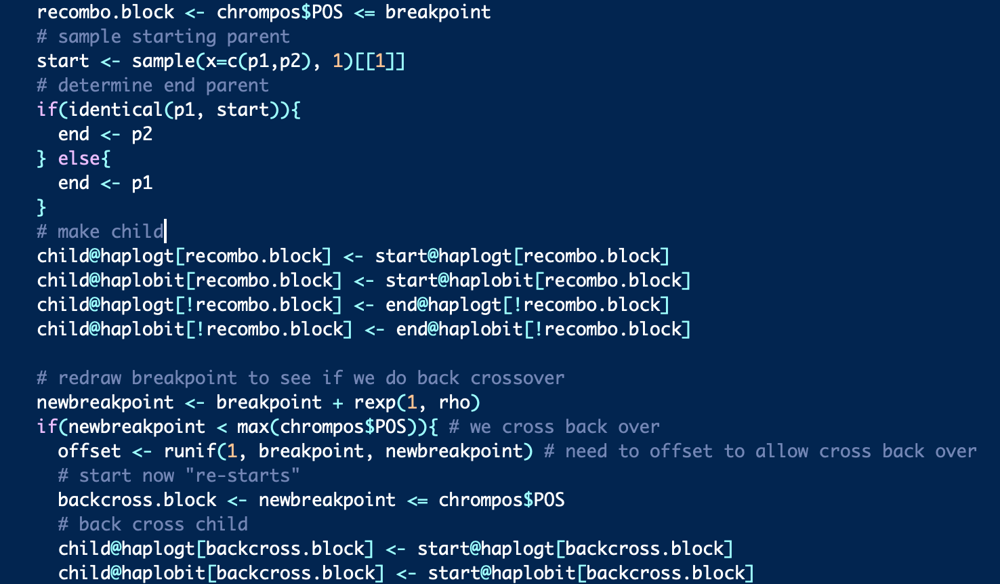 recombo.block <- chrompos$POS <= breakpoint
# sample starting parent
start <- sample(x=c(p1,p2), 1)[[1]]
# determine end parent
if(identical(p1, start)){
  end <- p2
} else{
  end <- p1
}
# make child
child@haplogt[recombo.block] <- start@haplogt[recombo.block]
child@haplobit[recombo.block] <- start@haplobit[recombo.block]
child@haplogt[!recombo.block] <- end@haplogt[!recombo.block]
child@haplobit[!recombo.block] <- end@haplobit[!recombo.block]

# redraw breakpoint to see if we do back crossover
newbreakpoint <- breakpoint + rexp(1, rho)
if(newbreakpoint < max(chrompos$POS)){ # we cross back over
  offset <- runif(1, breakpoint, newbreakpoint) # need to offset to allow cross back over
  # start now "re-starts"
  backcross.block <- newbreakpoint <= chrompos$POS
  # back cross child
  child@haplogt[backcross.block] <- start@haplogt[backcross.block]
  child@haplobit[backcross.block] <- start@haplobit[backcross.block]